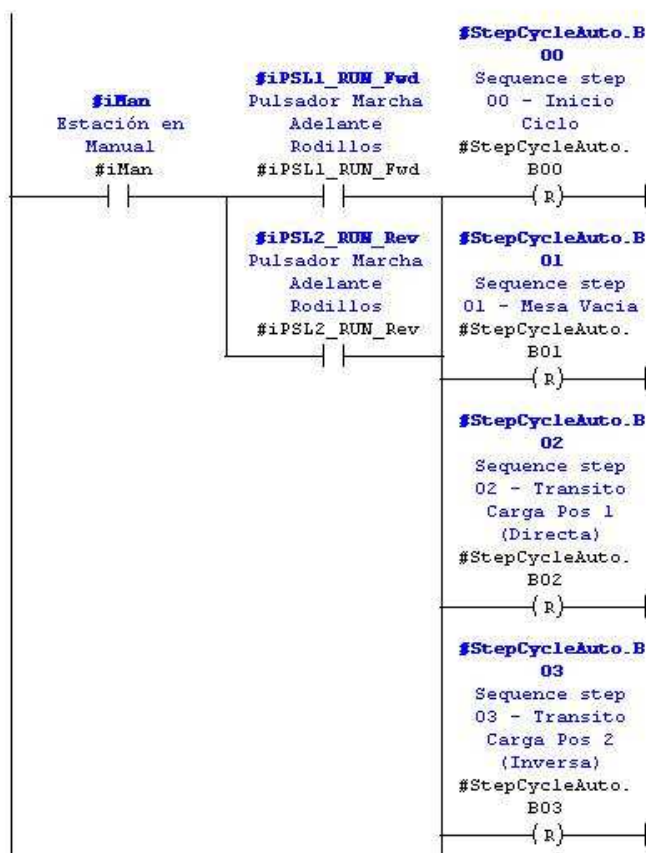 #StepCycleAuto.B
00
Sequence step
00 - Inicio
Ciclo
#StepCycleAuto.
B00
( R )
#iMan
Estación en
Manual
#iMan
#iPSL1_RUN_Fwd
Pulsador Marcha
Adelante
Rodillos
#iPSL1_RUN_Fwd
#iPSL2_RUN_Rev
Pulsador Marcha
Adelante
Rodillos
#iPSL2_RUN_Rev
#StepCycleAuto.B
01
Sequence step
01 - Mesa Vacia
#StepCycleAuto.
B01
( R )
#StepCycleAuto.B
02
Sequence step
02 - Transito
Carga Pos 1
(Directa)
#StepCycleAuto.
B02
( R )
#StepCycleAuto.B
03
Sequence step
03 - Transito
Carga Pos 2
(Inversa)
#StepCycleAuto.
B03
( R )